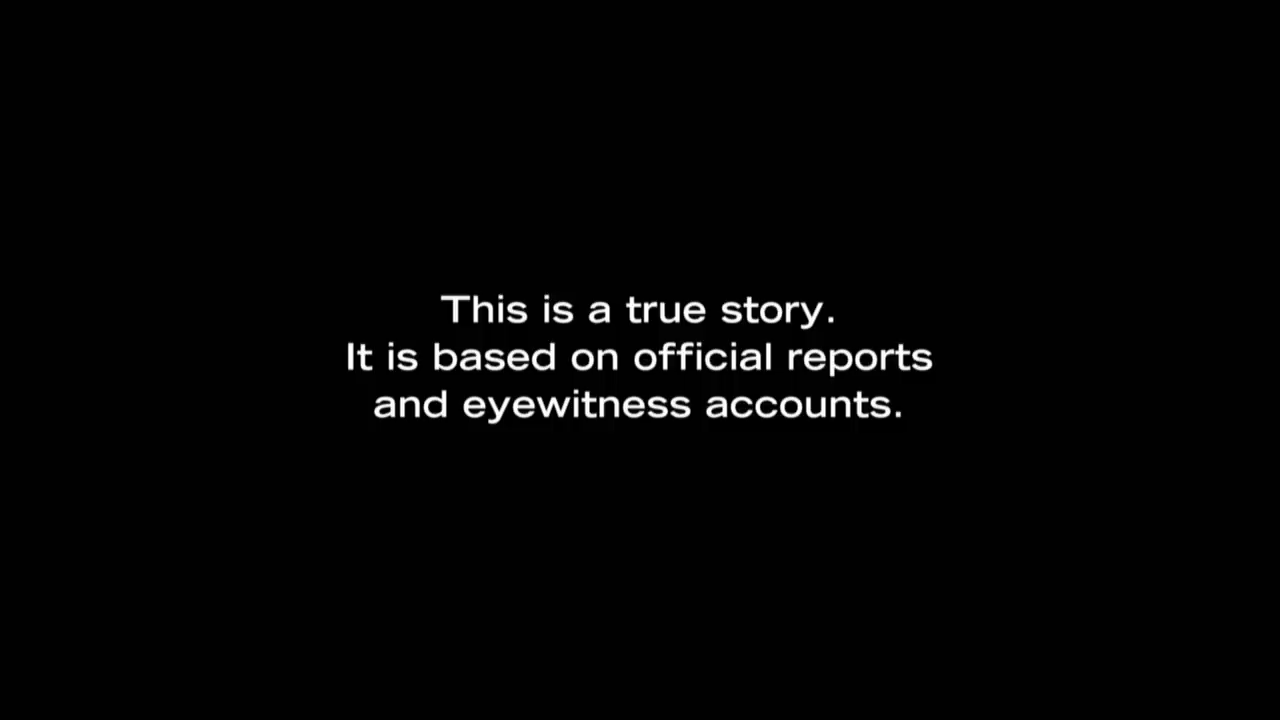 This is a true story.
It is based on official reports
and eyewitness accounts.